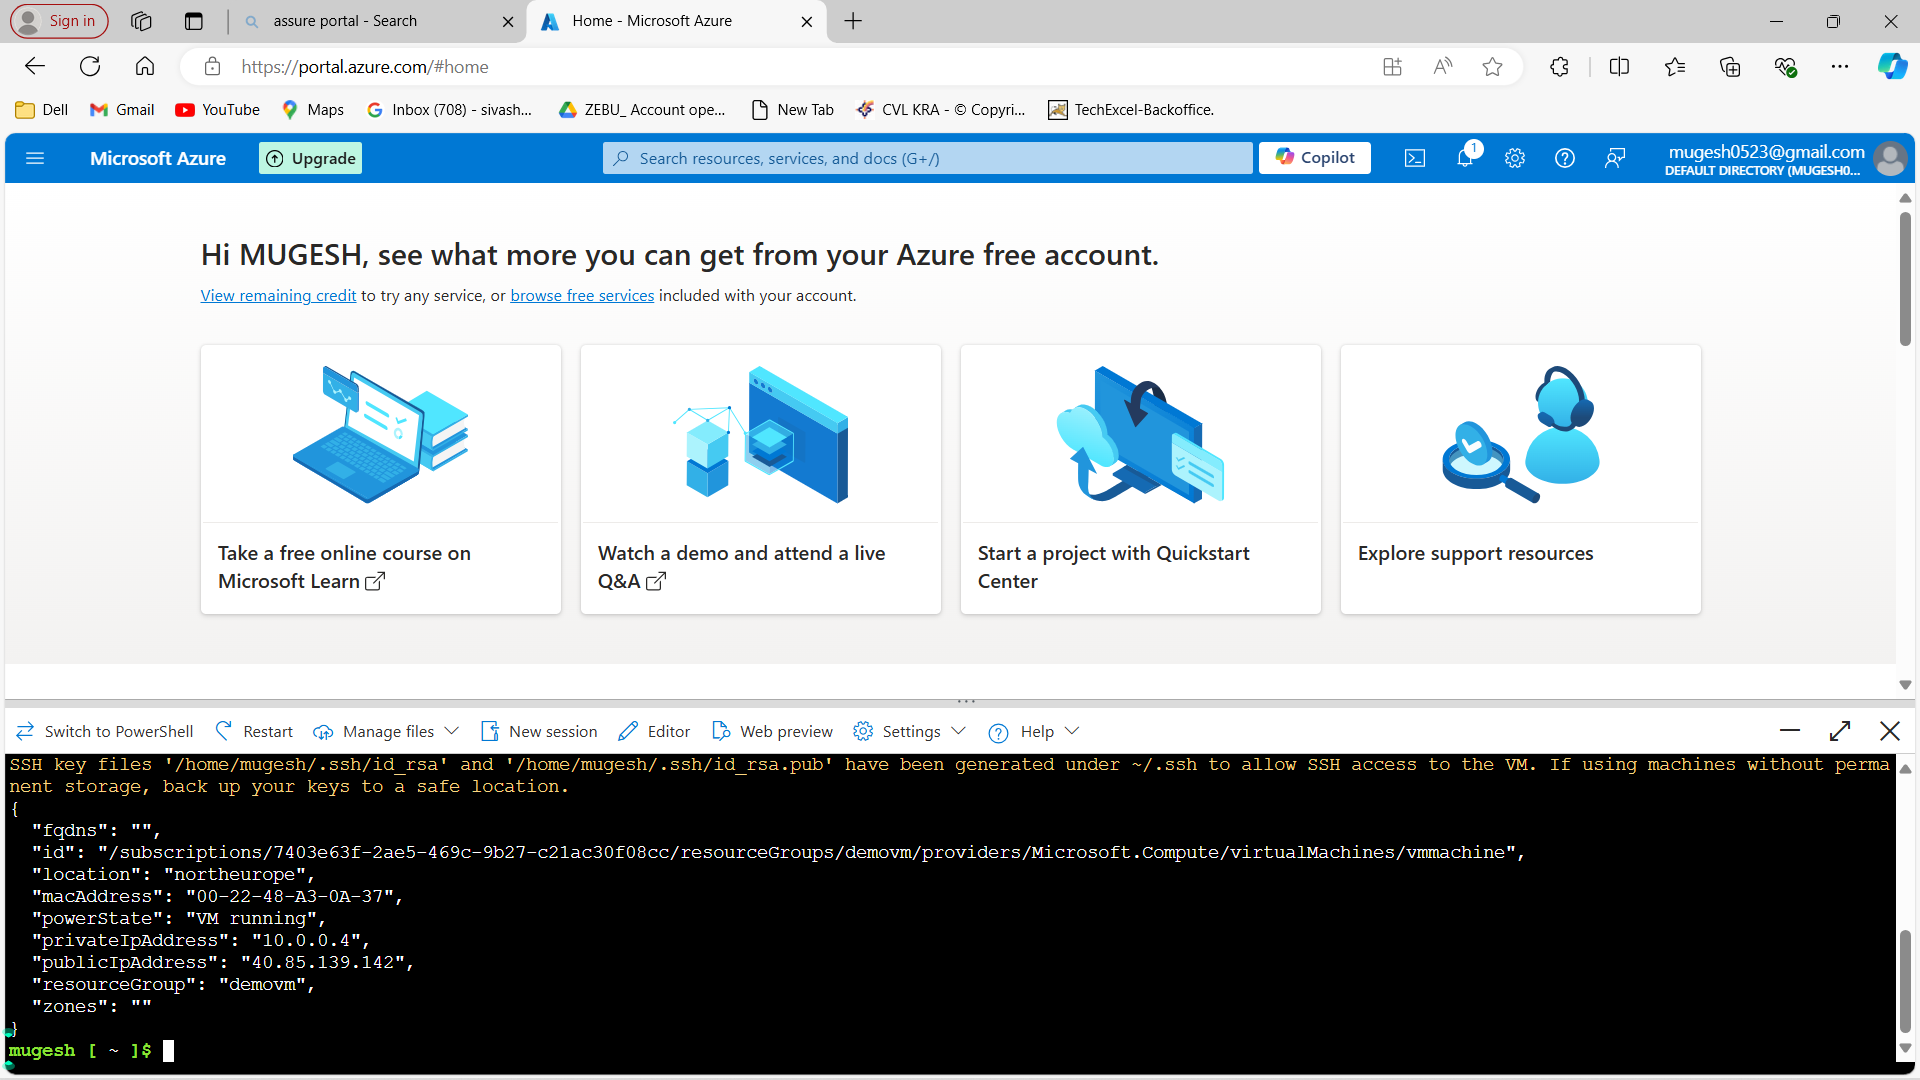 Sign in
assure portal - Search
Home - Microsoft Azure
https://portal.azure.com/#home
Dell
Gmail
YouTube
Maps
Inbox (708) - sivash...
ZEBU_ Account ope...
New Tab
CVL KRA - © Copyri...
TechExcel-Backoffice.
Microsoft Azure
Upgrade
Search resources, services, and docs (G+/)
Copilot
1
mugesh0523@gmail.com
DEFAULT DIRECTORY (MUGESH0...
Hi MUGESH, see what more you can get from your Azure free account.
View remaining credit to try any service, or browse free services included with your account.
Take a free online course on
Microsoft Learn
Watch a demo and attend a live
Q&A
Start a project with Quickstart
Center
Explore support resources
Switch to PowerShell
Restart
Manage files
New session
Editor
Web preview
Settings
Help
SSH key files '/home/mugesh/.ssh/id_rsa' and '/home/mugesh/.ssh/id_rsa.pub' have been generated under ~/.ssh to allow SSH access to the VM. If using machines without perma
nent storage, back up your keys to a safe location.
{
"fqdns": "",
"id": "/subscriptions/7403e63f-2ae5-469c-9b27-c21ac30f08cc/resourceGroups/demovm/providers/Microsoft.Compute/virtualMachines/vmmachine",
"location": "northeurope",
"macAddress": "00-22-48-A3-0A-37",
"powerState": "VM running",
"privateIpAddress": "10.0.0.4",
"publicIpAddress": "40.85.139.142",
"resourceGroup": "demovm",
"zones": ""
}
mugesh [ ~ ]$